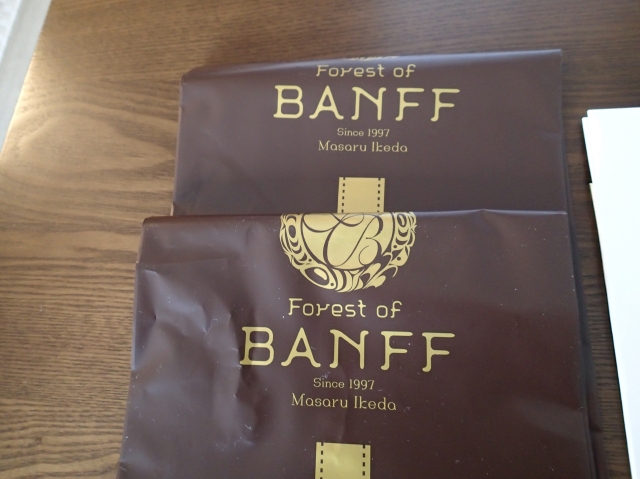 Forest of
BANFF
Since 1997
Masaru Ikeda
B
Forest of
BANFF
Since 1997
Masaru Ikeda